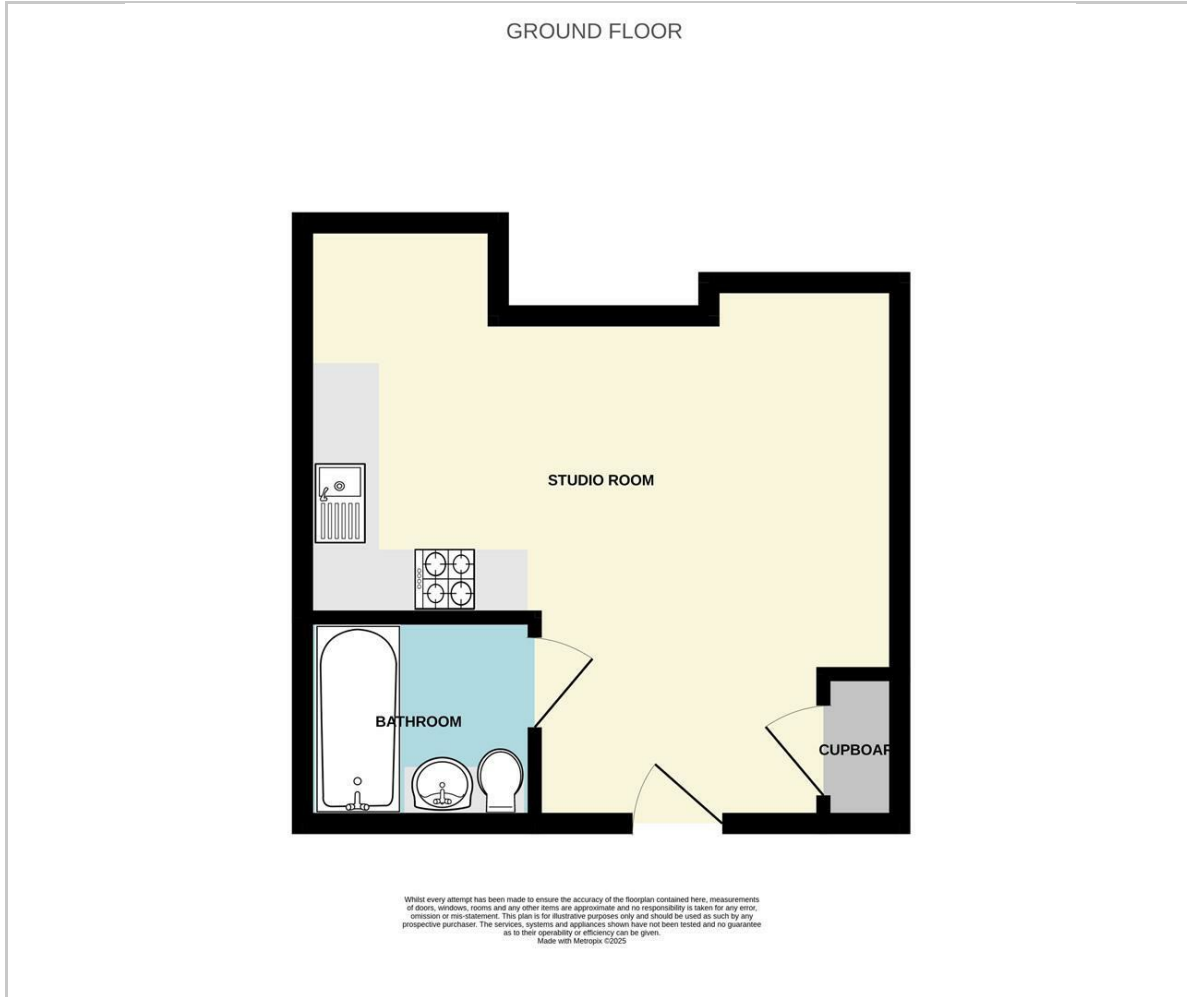 GROUND FLOOR
STUDIO ROOM
BATHROOM
CUPBOAR
Whilst every attempt has been made to ensure the accuracy of the floorplan contained here, measurements
of doors, windows, rooms and any other items are approximate and no responsibility is taken for any error,
omission or mis-statement. This plan is for illustrative purposes only and should be used as such by any
prospective purchaser. The services, systems and appliances shown have not been tested and no guarantee
as to their operability or efficiency can be given.
Made with Metropix ©2025